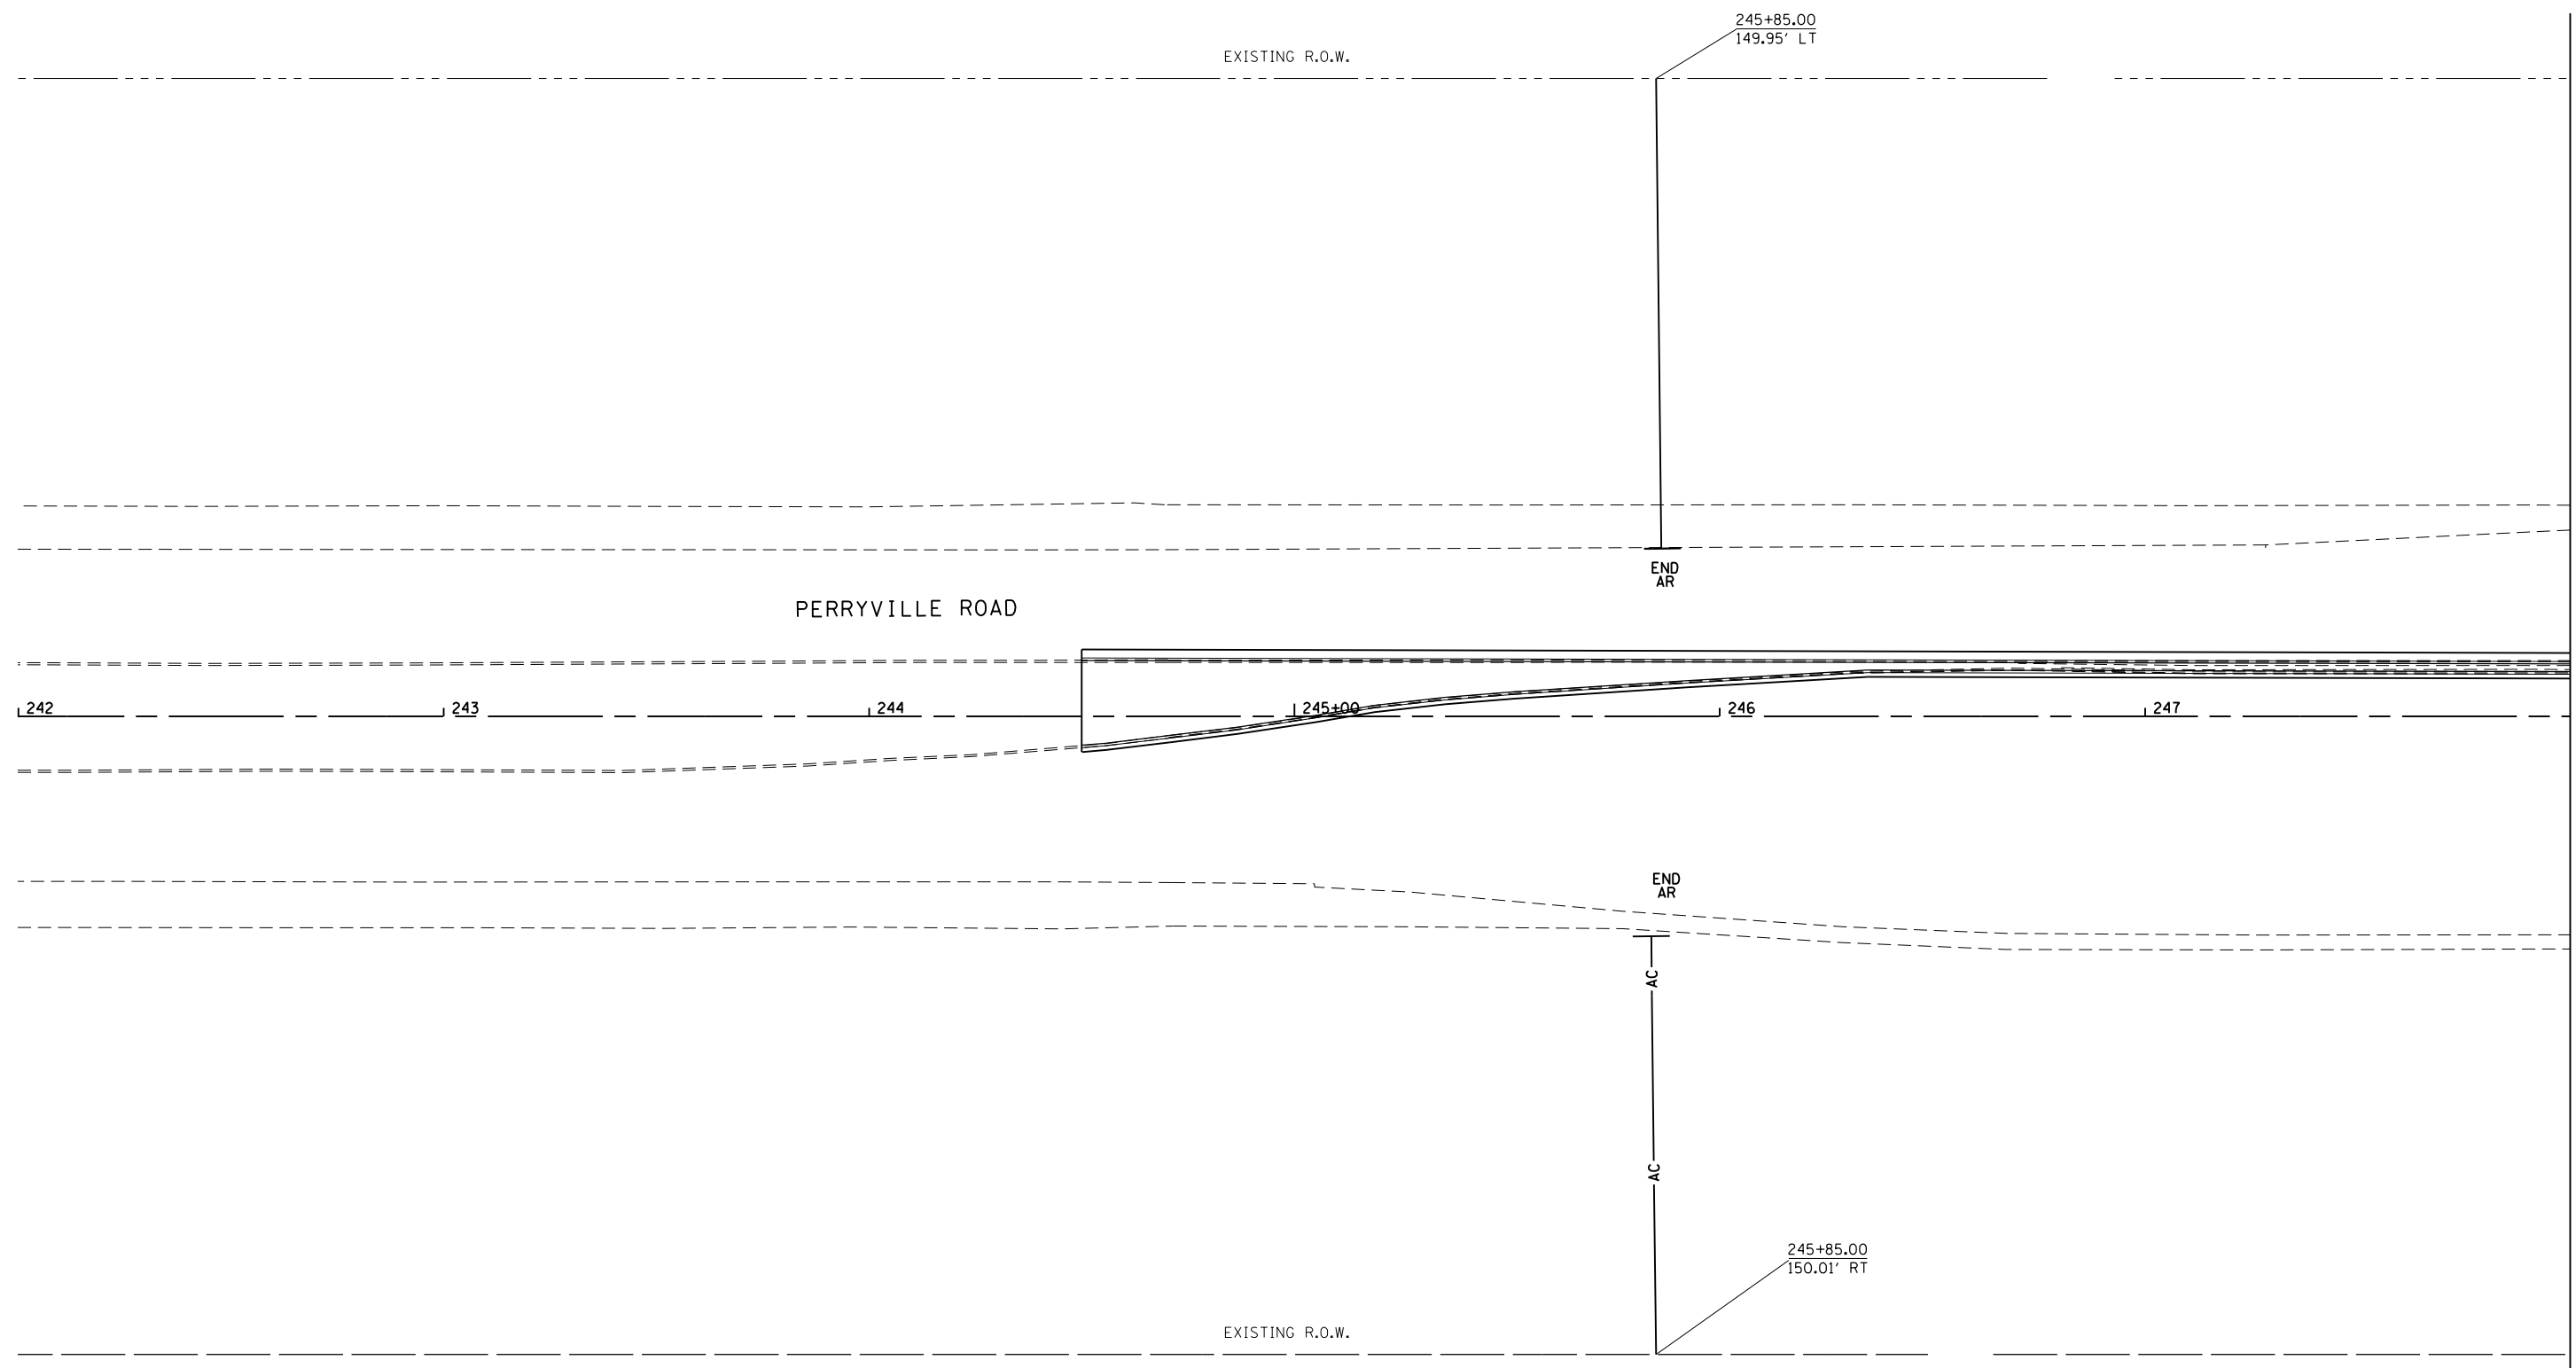 245+85.00
149.95' LT
EXISTING R.O.W.
END
AR
PERRYVILLE ROAD
242 243 244 245+00 246 247
END
AR
AC
AC
245+85.00
150.01' RT
EXISTING R.O.W.